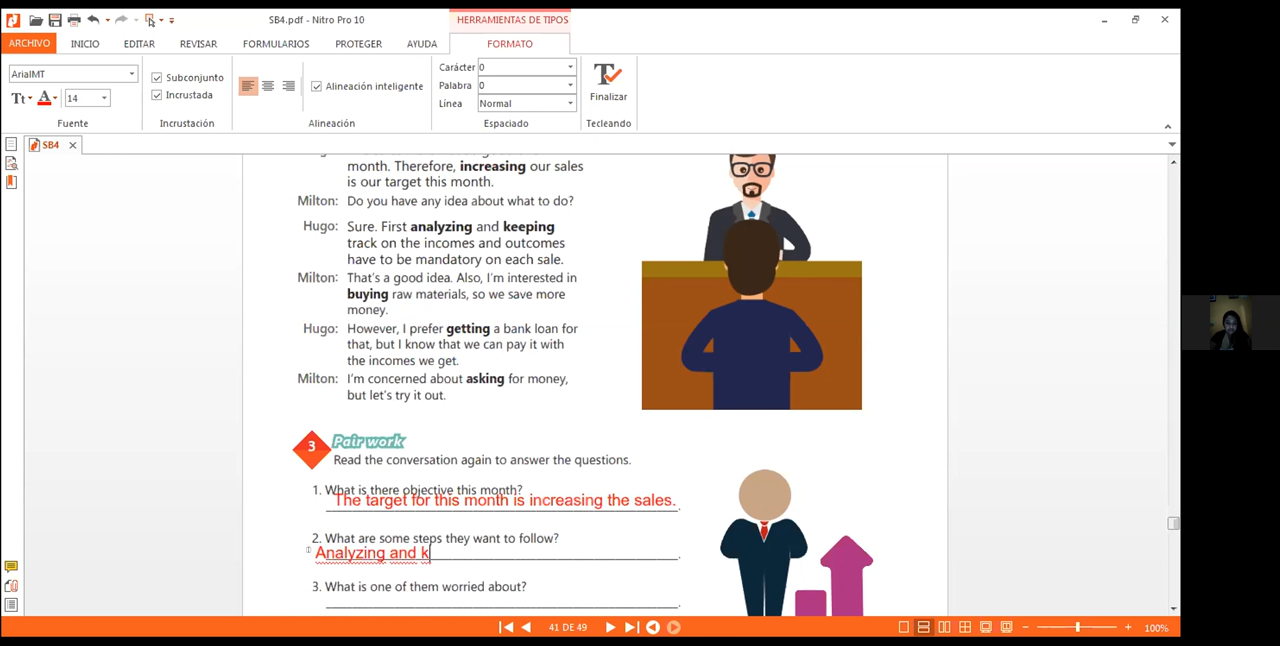 SB4.pdf - Nitro Pro 10
HERRAMIENTAS DE TIPOS
ARCHIVO
INICIO
EDITAR
REVISAR
FORMULARIOS
PROTEGER
AYUDA
FORMATO
ArialMT
Subconjunto
Incrustada
14
Fuente
Incrustación
Alineación inteligente
Alineación
Carácter 0
Palabra 0
Línea Normal
Espaciado
Finalizar
Tecleando
SB4
month. Therefore, increasing our sales
is our target this month.
Milton: Do you have any idea about what to do?
Hugo: Sure. First analyzing and keeping
track on the incomes and outcomes
have to be mandatory on each sale.
Milton: That's a good idea. Also, I'm interested in
buying raw materials, so we save more
money.
Hugo: However, I prefer getting a bank loan for
that, but I know that we can pay it with
the incomes we get.
Milton: I'm concerned about asking for money,
but let's try it out.
3 Pair work
Read the conversation again to answer the questions.
1. What is there objective this month?
The target for this month is increasing the sales.
2. What are some steps they want to follow?
Analyzing and k
3. What is one of them worried about?
41 DE 49
100%